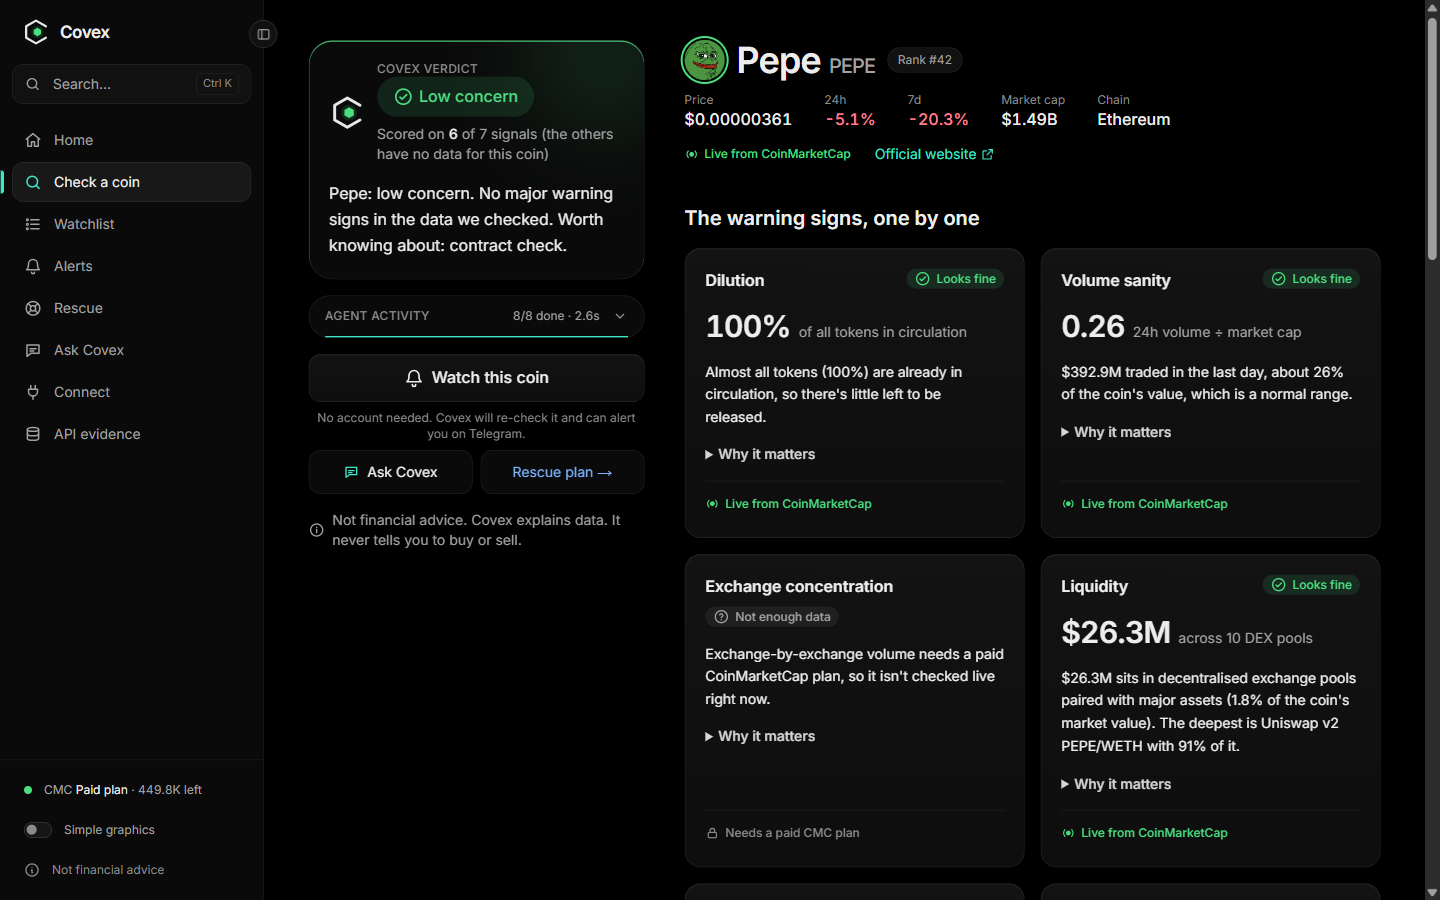 Covex
Search...
Ctrl K
Home
Check a coin
Watchlist
Alerts
Rescue
Ask Covex
Connect
API evidence
CMC Paid plan · 449.8K left
Simple graphics
Not financial advice
COVEX VERDICT
Low concern
Scored on 6 of 7 signals (the others
have no data for this coin)
Pepe: low concern. No major warning
signs in the data we checked. Worth
knowing about: contract check.
AGENT ACTIVITY
8/8 done · 2.6s
Watch this coin
No account needed. Covex will re-check it and can alert
you on Telegram.
Ask Covex
Rescue plan →
Not financial advice. Covex explains data. It
never tells you to buy or sell.
Pepe PEPE
Rank #42
Price
$0.00000361
24h
-5.1%
7d
-20.3%
Market cap
$1.49B
Chain
Ethereum
Live from CoinMarketCap
Official website
The warning signs, one by one
Dilution
Looks fine
100% of all tokens in circulation
Almost all tokens (100%) are already in
circulation, so there's little left to be
released.
Why it matters
Live from CoinMarketCap
Volume sanity
Looks fine
0.26 24h volume ÷ market cap
$392.9M traded in the last day, about 26%
of the coin's value, which is a normal range.
Why it matters
Live from CoinMarketCap
Exchange concentration
Not enough data
Exchange-by-exchange volume needs a paid
CoinMarketCap plan, so it isn't checked live
right now.
Why it matters
Needs a paid CMC plan
Liquidity
Looks fine
$26.3M across 10 DEX pools
$26.3M sits in decentralised exchange pools
paired with major assets (1.8% of the coin's
market value). The deepest is Uniswap v2
PEPE/WETH with 91% of it.
Why it matters
Live from CoinMarketCap